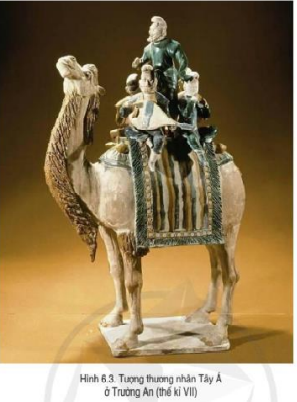 Hình 6.3. Tượng thương nhân Tây Á
ở Trường An (thế kỉ VII)